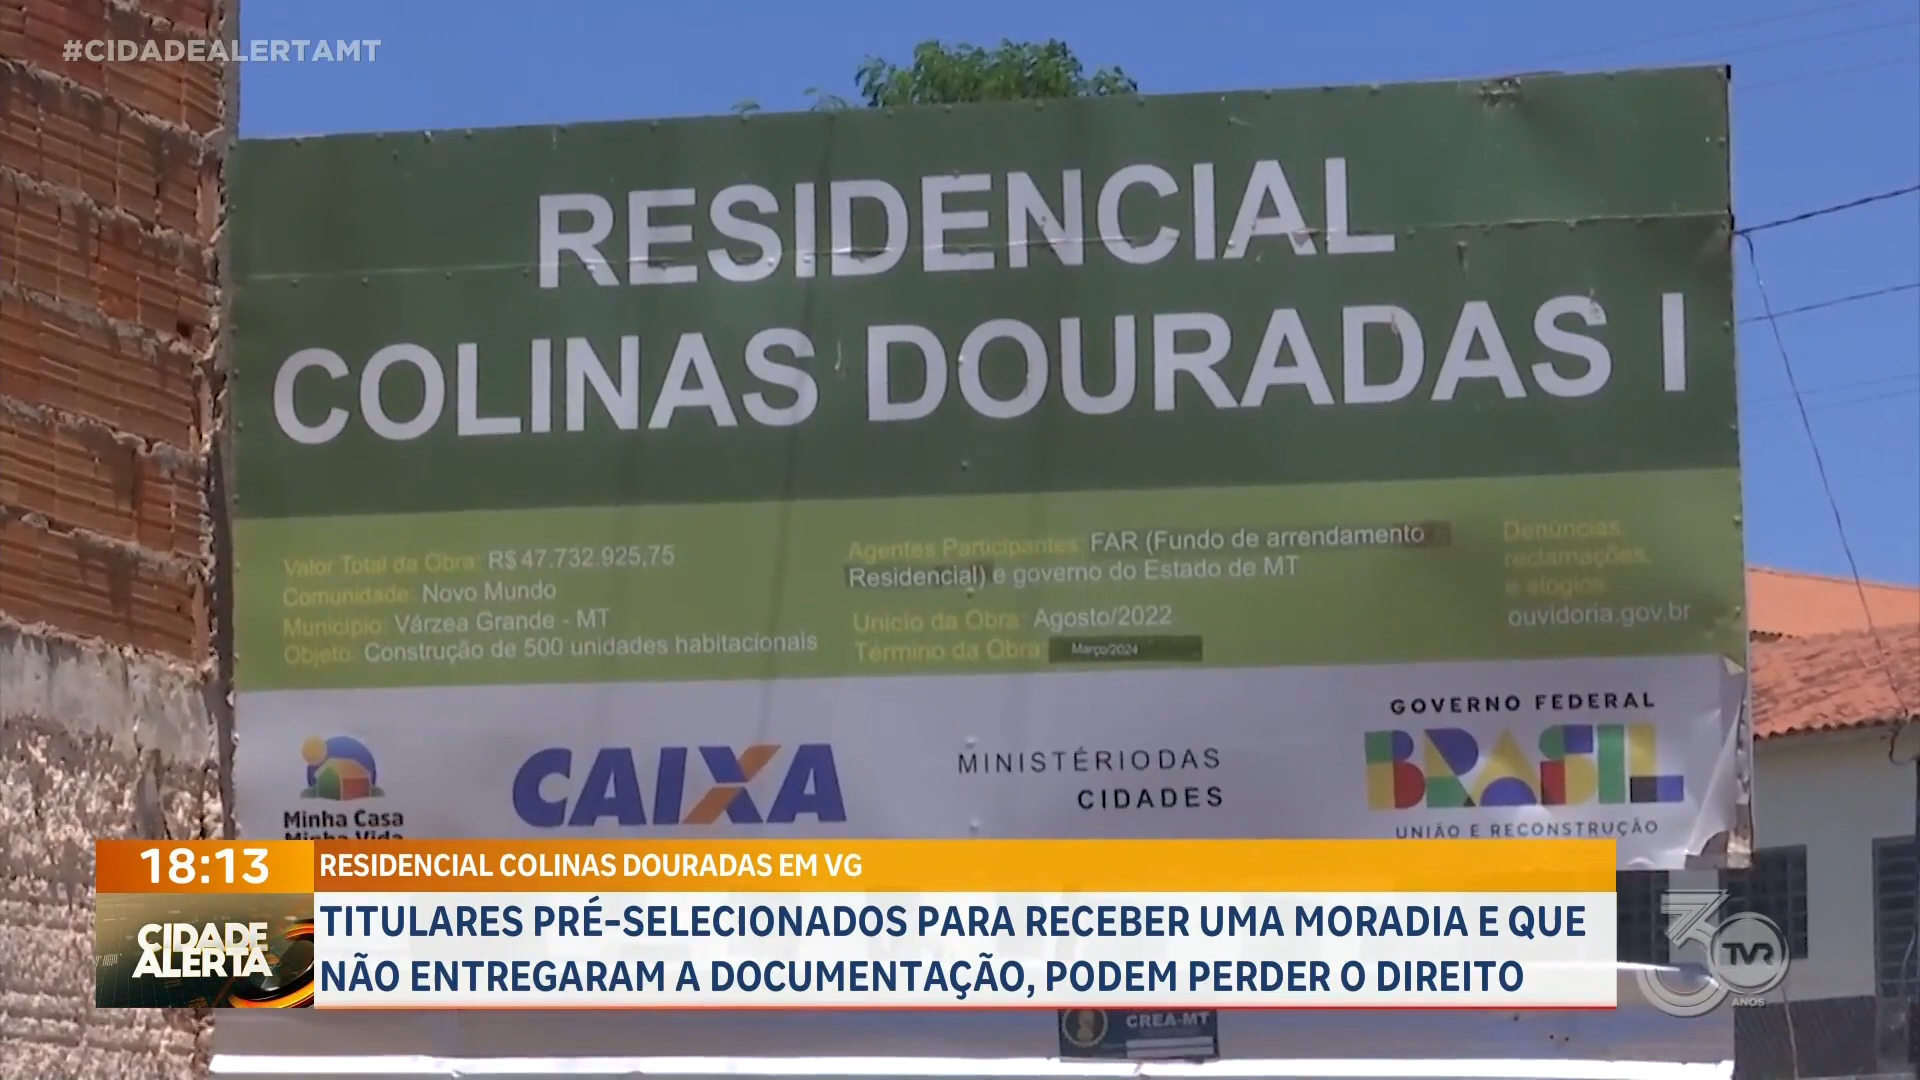 #CIDADEALERTAMT
RESIDENCIAL
COLINAS DOURADAS I
Valor Total da Obra: R$ 47.732.925,75
Comunidade: Novo Mundo
Município: Várzea Grande - MT
Objeto: Construção de 500 unidades habitacionais
Agentes Participantes: FAR (Fundo de arrendamento
Residencial) e governo do Estado de MT
Unício da Obra: Agosto/2022
Término da Obra: Março/2024
Denúncias,
reclamações,
e elogios:
ouvidoria.gov.br
Minha Casa
Minha Vida
CAIXA
MINISTÉRIO DAS
CIDADES
GOVERNO FEDERAL
BRASIL
UNIÃO E RECONSTRUÇÃO
18:13
RESIDENCIAL COLINAS DOURADAS EM VG
CIDADE
ALERTA
TITULARES PRÉ-SELECIONADOS PARA RECEBER UMA MORADIA E QUE
NÃO ENTREGARAM A DOCUMENTAÇÃO, PODEM PERDER O DIREITO
30
TVR
ANOS
CREA-MT